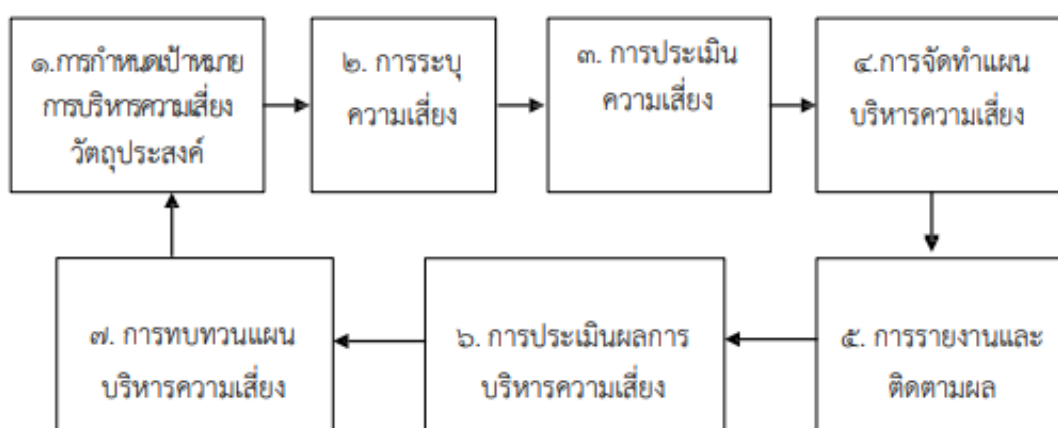 ๑.การกำหนดเป้าหมาย
การบริหารความเสี่ยง
วัตถุประสงค์
๒. การระบุ
ความเสี่ยง
๓. การประเมิน
ความเสี่ยง
๔.การจัดทำแผน
บริหารความเสี่ยง
๕. การรายงานและ
ติดตามผล
๖. การประเมินผลการ
บริหารความเสี่ยง
๗. การทบทวนแผน
บริหารความเสี่ยง